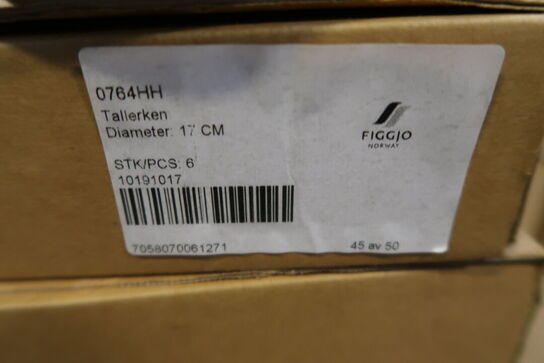 0764HH
Tallerken
Diameter: 17 CM
FIGGJO
NORWAY
STK/PCS: 6
10191017
7058070061271
45 av 50